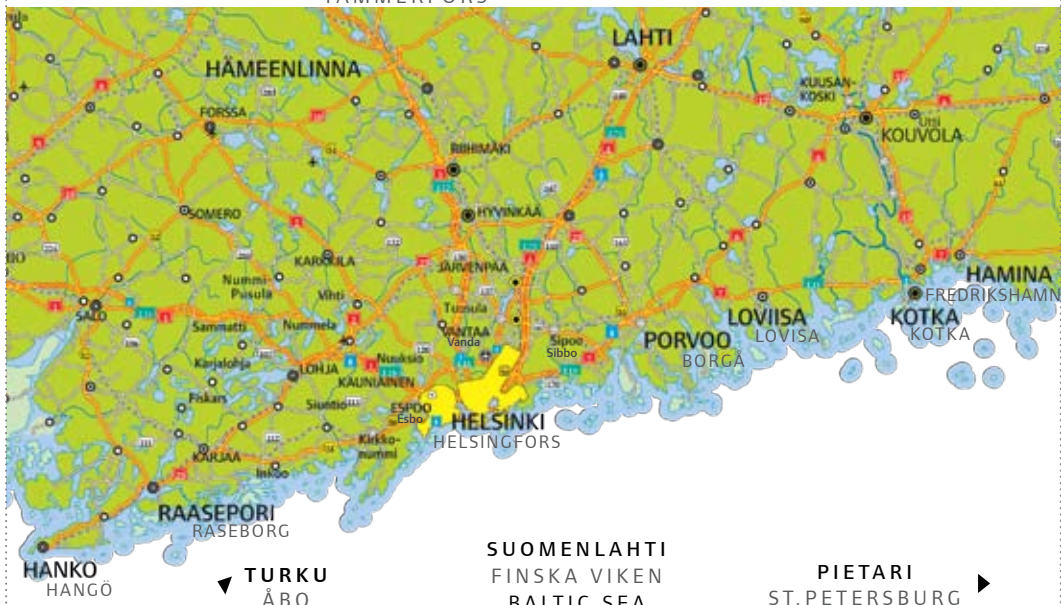 TAMMERFORS
LAHTI
HÄMEENLINNA
KUUSAN-
KOSKI
FORSSA
Utti
KOUVOLA
RIIHIMÄKI
SOMERO
HYVINKÄÄ
KARKKILA
JÄRVENPÄÄ
HAMINA
FREDRIKSHAMN
Nummi-
Pusula
Vihti
Tuusula
SALO
Sammatti
Nummela
VANTAA
Vanda
Sipoo
Sibbo
LOVIISA
LOVISA
KOTKA
KOTKA
PORVOO
BORGÅ
Karjalohja
LOHJA
Nuuksio
KAUNIAINEN
Fiskars
Siuntio
ESPOO
Esbo
HELSINKI
HELSINGFORS
Kirkko-
nummi
KARJAA
Inkoo
RAASEPORI
RASEBORG
HANKO
HANGÖ
TURKU
ÅBO
SUOMENLAHTI
FINSKA VIKEN
BALTIC SEA
PIETARI
ST.PETERSBURG